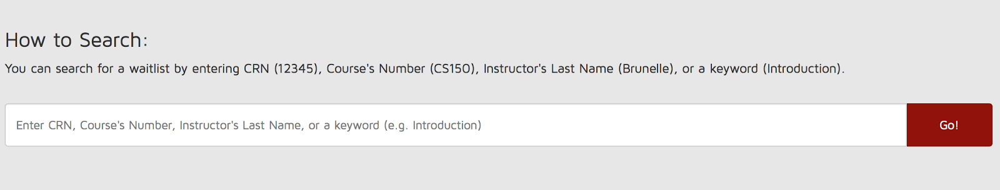 How to Search:
You can search for a waitlist by entering CRN (12345), Course's Number (CS150), Instructor's Last Name (Brunelle), or a keyword (Introduction).
Enter CRN, Course's Number, Instructor's Last Name, or a keyword (e.g. Introduction)
Go!